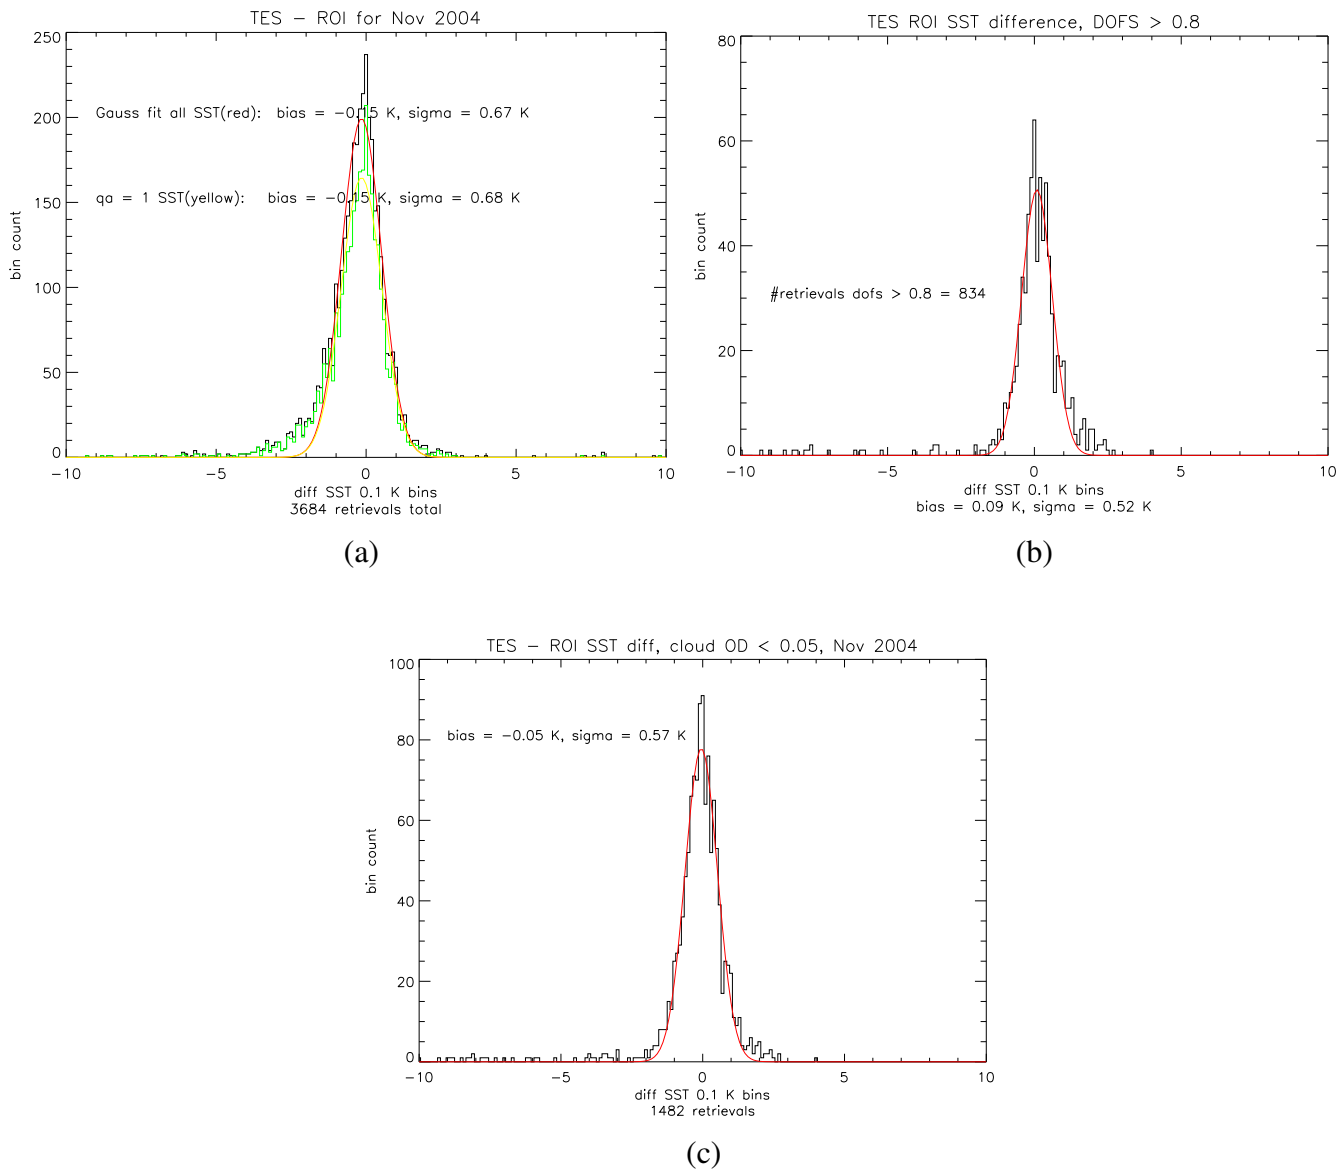 TES − ROI for Nov 2004
250
200
150
100
50
0
bin count
Gauss fit all SST(red): bias = −0.15 K, sigma = 0.67 K
qa = 1 SST(yellow): bias = −0.15 K, sigma = 0.68 K
−10 −5 0 5 10
diff SST 0.1 K bins
3684 retrievals total
(a)
TES ROI SST difference, DOFS > 0.8
80
60
40
20
0
bin count
#retrievals dofs > 0.8 = 834
−10 −5 0 5 10
diff SST 0.1 K bins
bias = 0.09 K, sigma = 0.52 K
(b)
TES − ROI SST diff, cloud OD < 0.05, Nov 2004
100
80
60
40
20
0
bin count
bias = −0.05 K, sigma = 0.57 K
−10 −5 0 5 10
diff SST 0.1 K bins
1482 retrievals
(c)